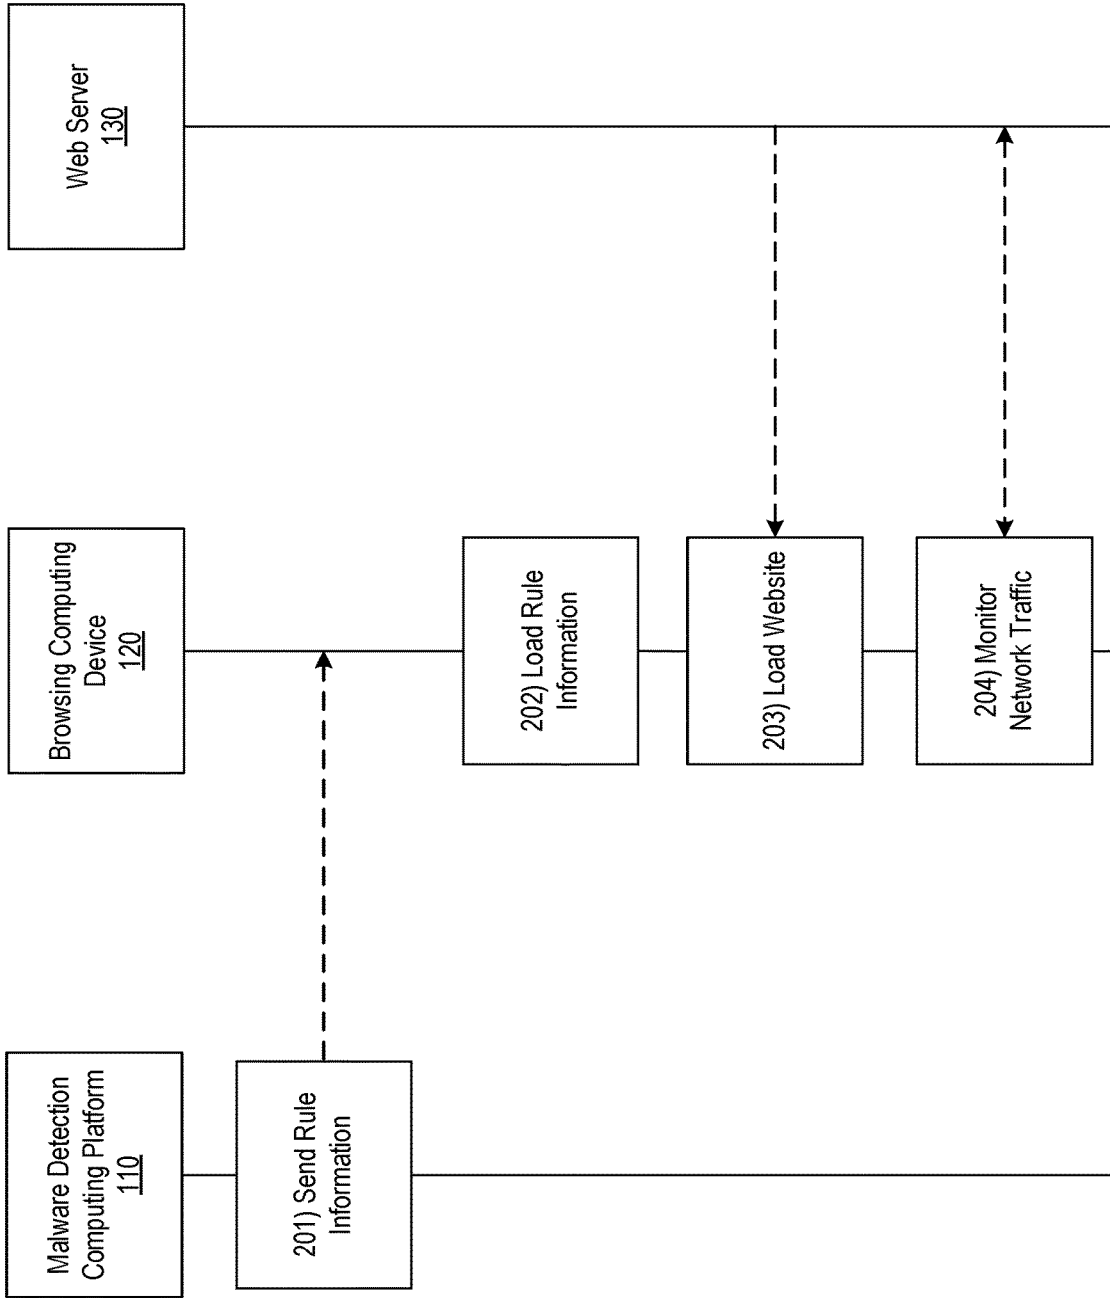 Malware Detection
Computing Platform
110
Browsing Computing
Device
120
Web Server
130
201) Send Rule
Information
202) Load Rule
Information
203) Load Website
204) Monitor
Network Traffic